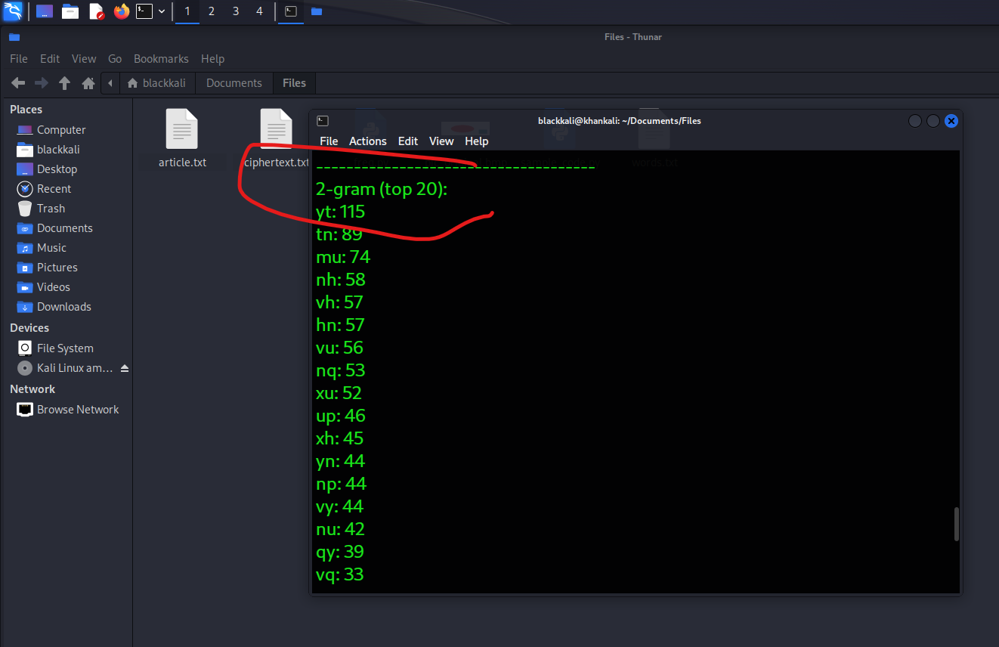 1 2 3 4
Files - Thunar
File Edit View Go Bookmarks Help
blackkali Documents Files
Places
Computer
blackkali
Desktop
Recent
Trash
Documents
Music
Pictures
Videos
Downloads
Devices
File System
Kali Linux am...
Network
Browse Network
article.txt
ciphertext.txt
words.txt
blackkali@khankali: ~/Documents/Files
File Actions Edit View Help
-------------------------------------
2-gram (top 20):
yt: 115
tn: 89
mu: 74
nh: 58
vh: 57
hn: 57
vu: 56
nq: 53
xu: 52
up: 46
xh: 45
yn: 44
np: 44
vy: 44
nu: 42
qy: 39
vq: 33